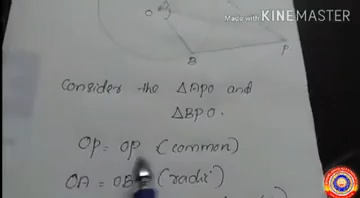 Made with KINEMASTER
O
P
B
Consider the ΔAPO and
ΔBPO.
OP = OP (common)
OA = OB = (radii)